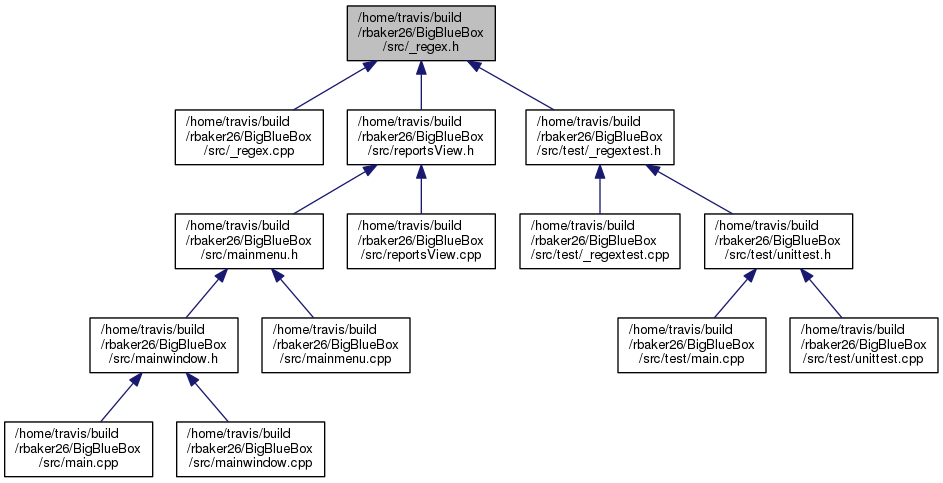 /home/travis/build
/rbaker26/BigBlueBox
/src/_regex.h
/home/travis/build
/rbaker26/BigBlueBox
/src/_regex.cpp
/home/travis/build
/rbaker26/BigBlueBox
/src/reportsView.h
/home/travis/build
/rbaker26/BigBlueBox
/src/test/_regextest.h
/home/travis/build
/rbaker26/BigBlueBox
/src/mainmenu.h
/home/travis/build
/rbaker26/BigBlueBox
/src/reportsView.cpp
/home/travis/build
/rbaker26/BigBlueBox
/src/test/_regextest.cpp
/home/travis/build
/rbaker26/BigBlueBox
/src/test/unittest.h
/home/travis/build
/rbaker26/BigBlueBox
/src/mainwindow.h
/home/travis/build
/rbaker26/BigBlueBox
/src/mainmenu.cpp
/home/travis/build
/rbaker26/BigBlueBox
/src/test/main.cpp
/home/travis/build
/rbaker26/BigBlueBox
/src/test/unittest.cpp
/home/travis/build
/rbaker26/BigBlueBox
/src/main.cpp
/home/travis/build
/rbaker26/BigBlueBox
/src/mainwindow.cpp